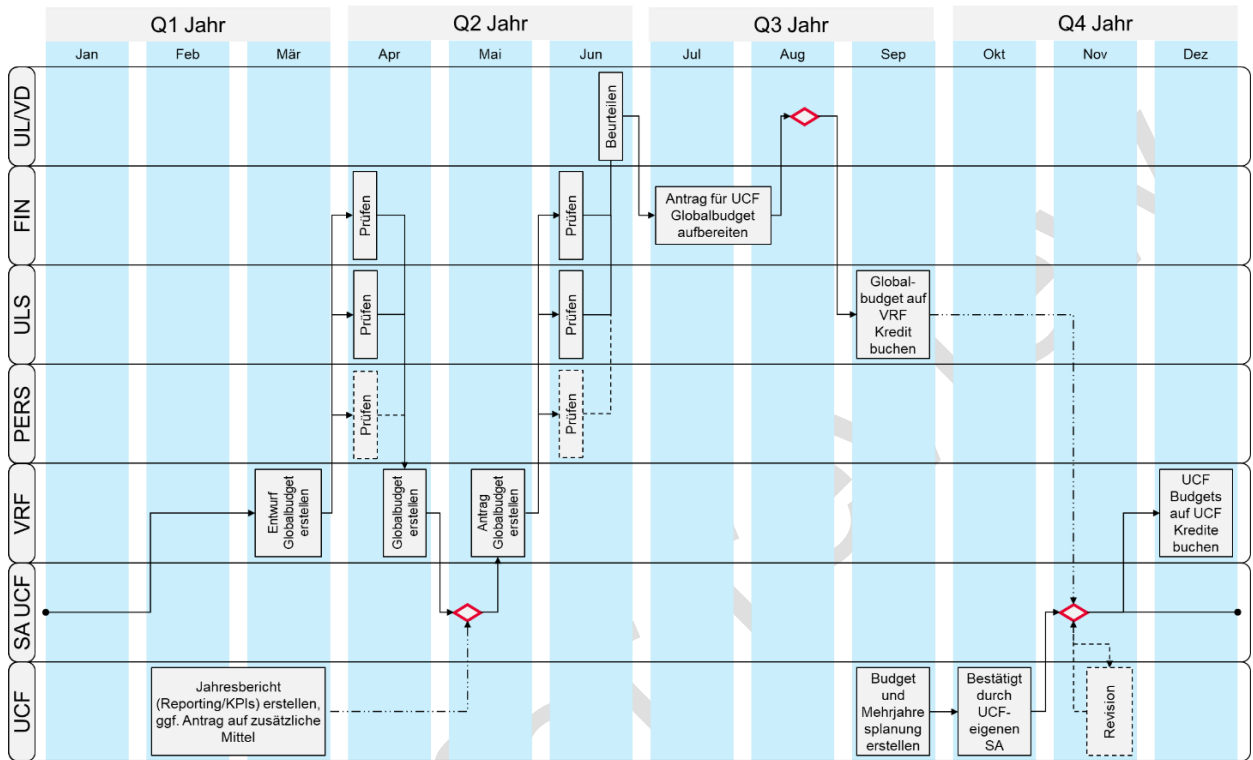 Q1 Jahr
Q2 Jahr
Q3 Jahr
Q4 Jahr
Jan
Feb
Mär
Apr
Mai
Jun
Jul
Aug
Sep
Okt
Nov
Dez
UL/VD
Beurteilen
FIN
Prüfen
Prüfen
Antrag für UCF
Globalbudget
aufbereiten
ULS
Prüfen
Prüfen
Global-
budget auf
VRF
Kredit
buchen
PERS
Prüfen
Prüfen
VRF
Entwurf
Globalbudget
erstellen
Globalbudget
erstellen
Antrag
Globalbudget
erstellen
UCF
Budgets
auf UCF
Kredite
buchen
SA UCF
UCF
Jahresbericht
(Reporting/KPIs) erstellen,
ggf. Antrag auf zusätzliche
Mittel
Budget
und
Mehrjahre
splanung
erstellen
Bestätigt
durch
UCF-
eigenen
SA
Revision